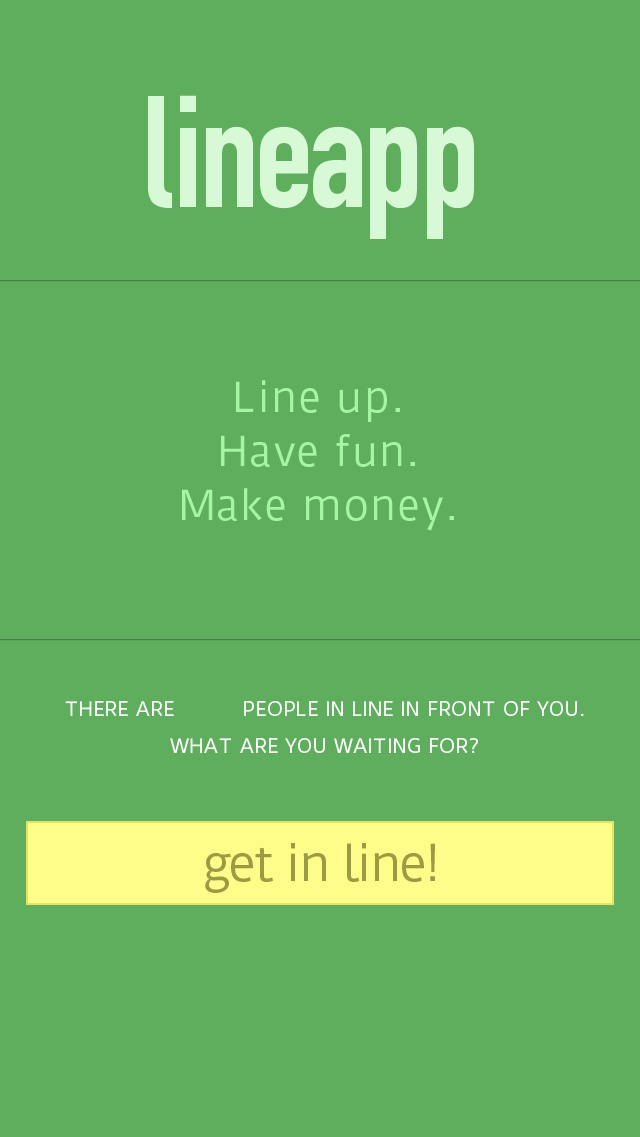 lineapp
Line up.
Have fun.
Make money.
THERE ARE PEOPLE IN LINE IN FRONT OF YOU.
WHAT ARE YOU WAITING FOR?
get in line!